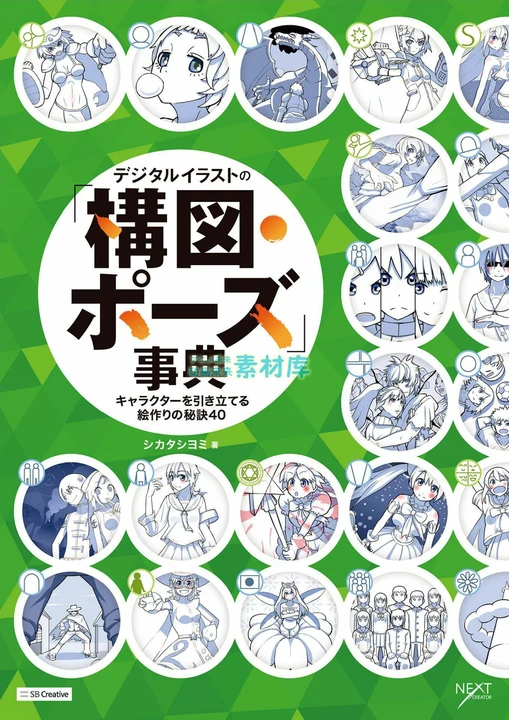 デジタルイラストの
「構図・
ポーズ」
事典
素材库
キャラクターを引き立てる
絵作りの秘訣40
シカタシヨミ 著
SB Creative
NEXT
CREATOR
S